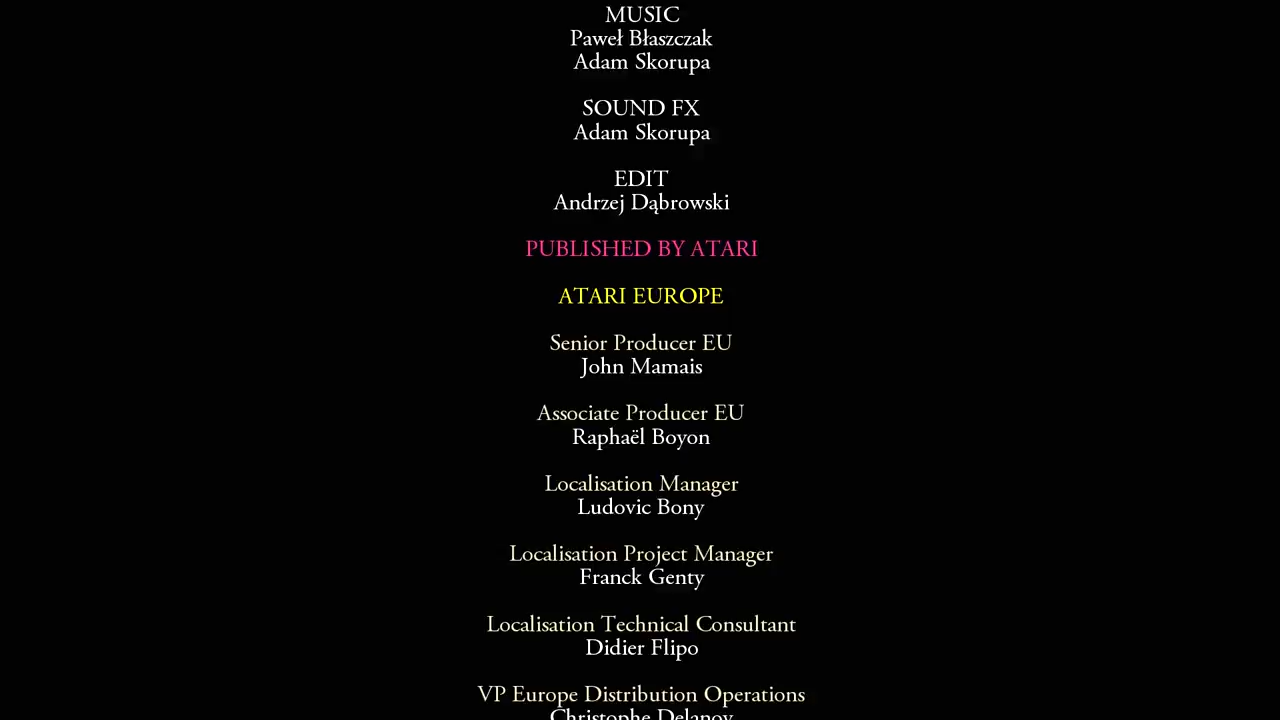 MUSIC
Paweł Błaszczak
Adam Skorupa
SOUND FX
Adam Skorupa
EDIT
Andrzej Dąbrowski
PUBLISHED BY ATARI
ATARI EUROPE
Senior Producer EU
John Mamais
Associate Producer EU
Raphaël Boyon
Localisation Manager
Ludovic Bony
Localisation Project Manager
Franck Genty
Localisation Technical Consultant
Didier Flipo
VP Europe Distribution Operations
Christophe Delanoy